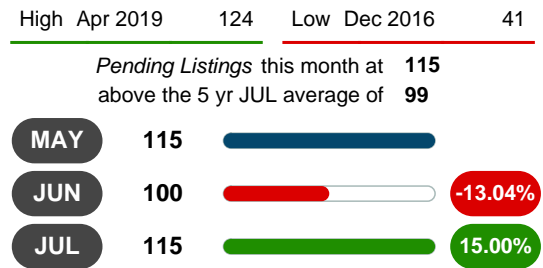 High Apr 2019 124 Low Dec 2016 41
Pending Listings this month at 115
above the 5 yr JUL average of 99
MAY 115
JUN 100 -13.04%
JUL 115 15.00%